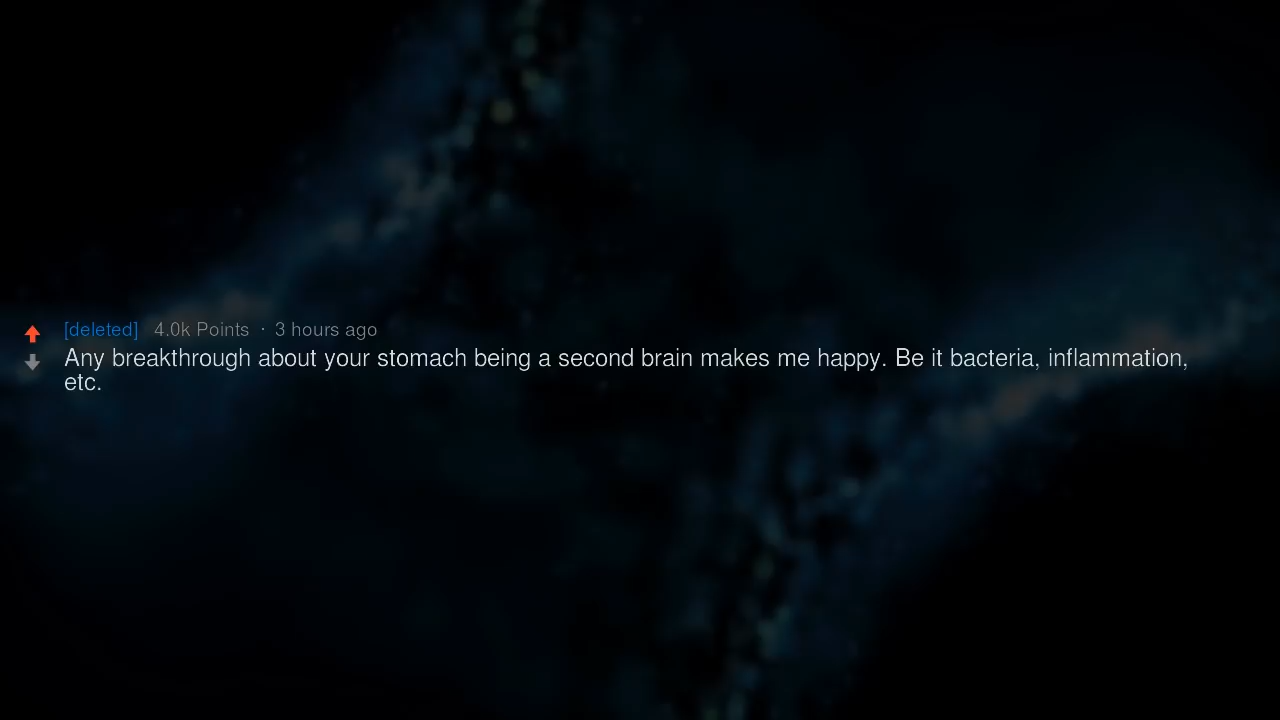 [deleted] 4.0k Points · 3 hours ago
Any breakthrough about your stomach being a second brain makes me happy. Be it bacteria, inflammation,
etc.